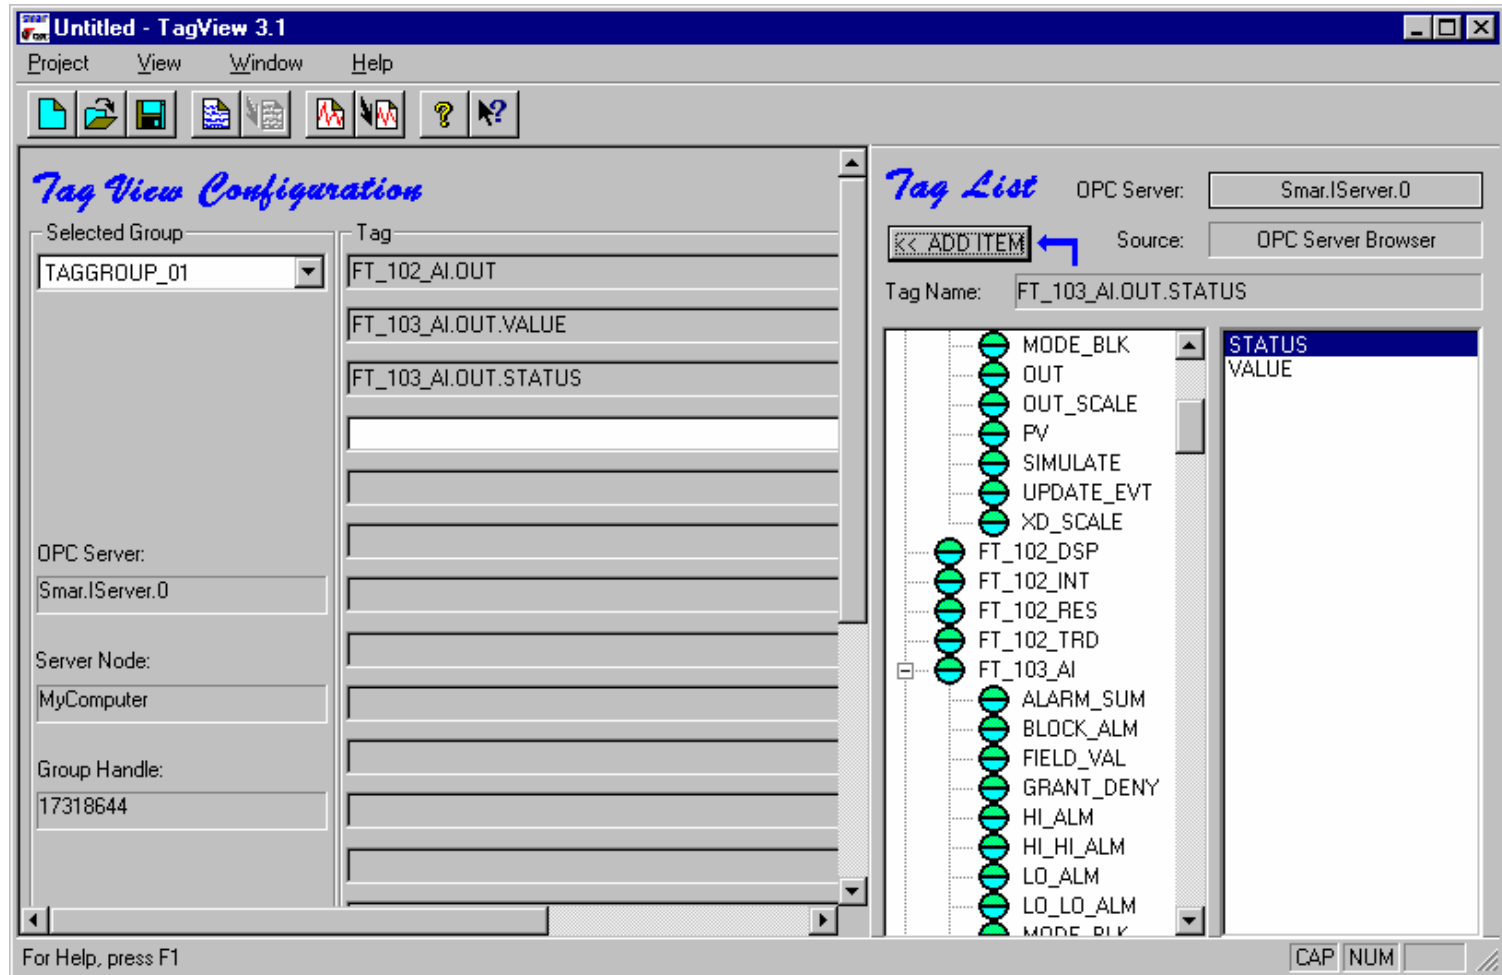 Untitled - TagView 3.1
Project View Window Help
Tag View Configuration
Selected Group
TAGGROUP_01
OPC Server:
Smar.IServer.0
Server Node:
MyComputer
Group Handle:
17318644
Tag
FT_102_AI.OUT
FT_103_AI.OUT.VALUE
FT_103_AI.OUT.STATUS
Tag List OPC Server: Smar.IServer.0
<< ADD ITEM Source: OPC Server Browser
Tag Name: FT_103_AI.OUT.STATUS
MODE_BLK
OUT
OUT_SCALE
PV
SIMULATE
UPDATE_EVT
XD_SCALE
FT_102_DSP
FT_102_INT
FT_102_RES
FT_102_TRD
FT_103_AI
ALARM_SUM
BLOCK_ALM
FIELD_VAL
GRANT_DENY
HI_ALM
HI_HI_ALM
LO_ALM
LO_LO_ALM
MODE_BLK
STATUS
VALUE
For Help, press F1
CAP NUM